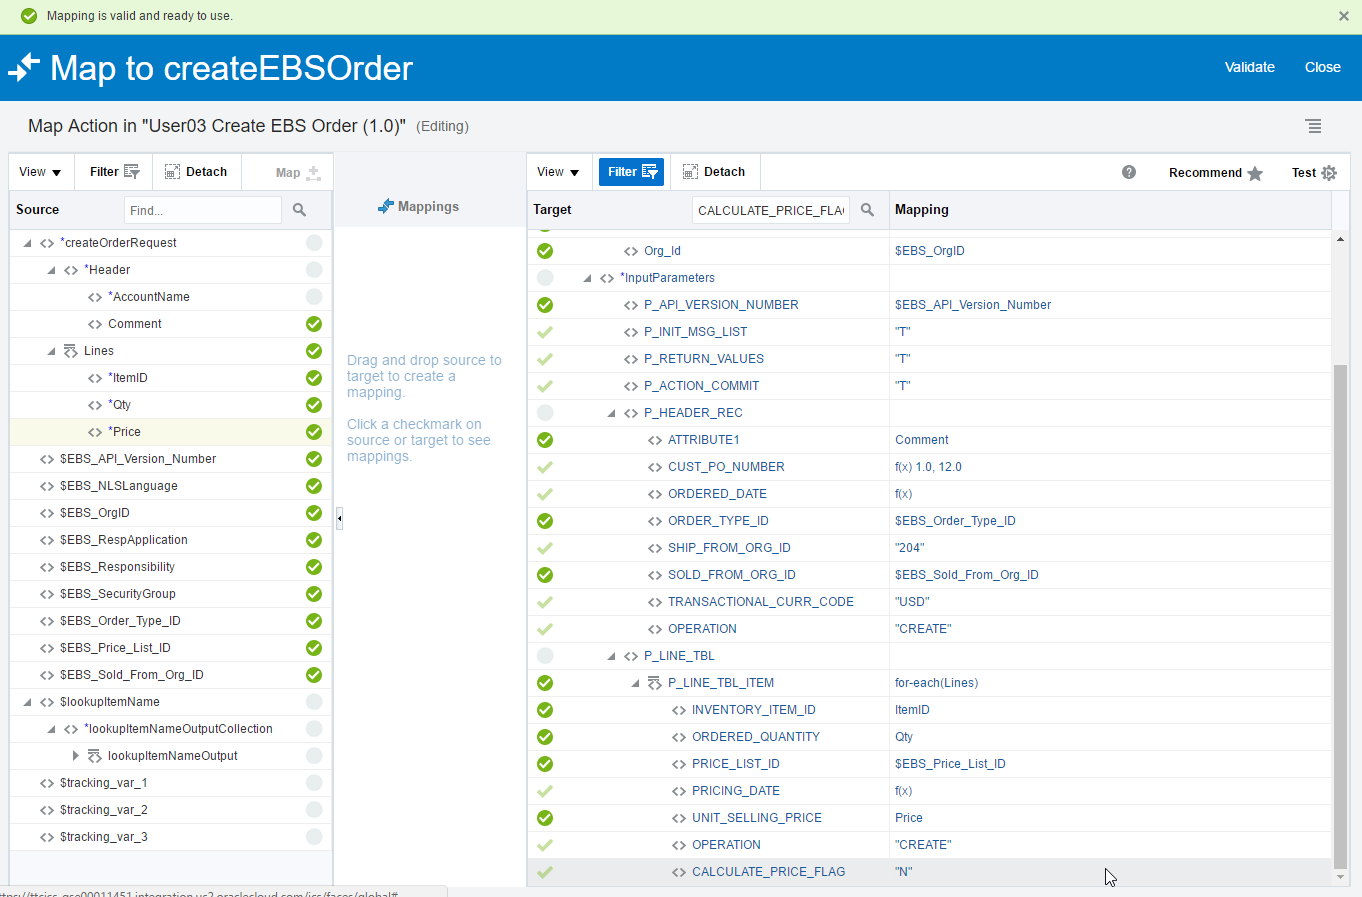 Mapping is valid and ready to use.
Map to createEBSOrder
Validate Close
Map Action in "User03 Create EBS Order (1.0)" (Editing)
View Filter Detach Map
Source Find...
*createOrderRequest
*Header
*AccountName
Comment
Lines
*ItemID
*Qty
*Price
$EBS_API_Version_Number
$EBS_NLSLanguage
$EBS_OrgID
$EBS_RespApplication
$EBS_Responsibility
$EBS_SecurityGroup
$EBS_Order_Type_ID
$EBS_Price_List_ID
$EBS_Sold_From_Org_ID
$lookupItemName
*lookupItemNameOutputCollection
lookupItemNameOutput
$tracking_var_1
$tracking_var_2
$tracking_var_3
Mappings
Drag and drop source to
target to create a
mapping.
Click a checkmark on
source or target to see
mappings.
View Filter Detach Recommend Test
Target CALCULATE_PRICE_FLA Mapping
Org_Id $EBS_OrgID
*InputParameters
P_API_VERSION_NUMBER $EBS_API_Version_Number
P_INIT_MSG_LIST "T"
P_RETURN_VALUES "T"
P_ACTION_COMMIT "T"
P_HEADER_REC
ATTRIBUTE1 Comment
CUST_PO_NUMBER f(x) 1.0, 12.0
ORDERED_DATE f(x)
ORDER_TYPE_ID $EBS_Order_Type_ID
SHIP_FROM_ORG_ID "204"
SOLD_FROM_ORG_ID $EBS_Sold_From_Org_ID
TRANSACTIONAL_CURR_CODE "USD"
OPERATION "CREATE"
P_LINE_TBL
P_LINE_TBL_ITEM for-each(Lines)
INVENTORY_ITEM_ID ItemID
ORDERED_QUANTITY Qty
PRICE_LIST_ID $EBS_Price_List_ID
PRICING_DATE f(x)
UNIT_SELLING_PRICE Price
OPERATION "CREATE"
CALCULATE_PRICE_FLAG "N"